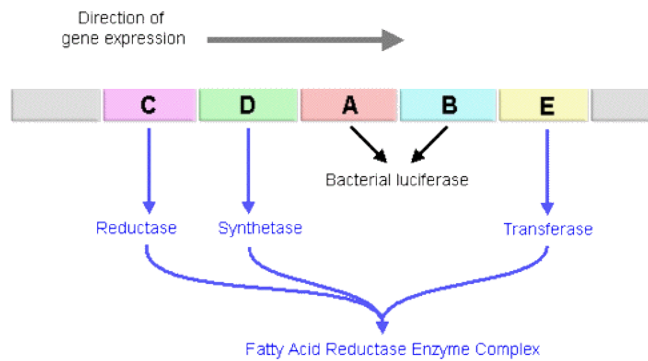 Direction of
gene expression
C D A B E
Bacterial luciferase
Reductase Synthetase Transferase
Fatty Acid Reductase Enzyme Complex